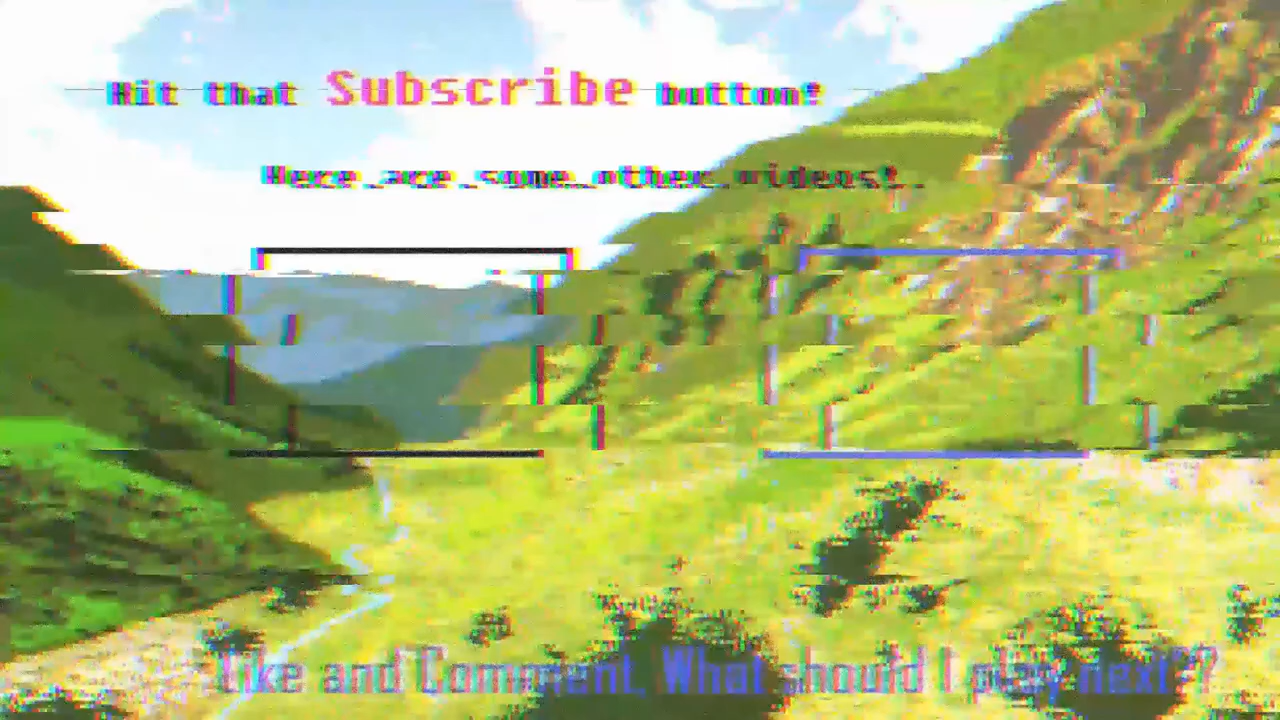 Hit that Subscribe button!
Here are some other videos!
Like and Comment. What should I play next??